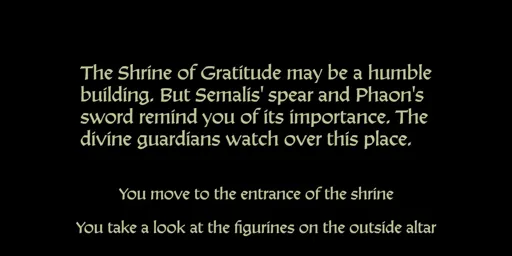 The Shrine of Gratitude may be a humble
building. But Semalis' spear and Phaon's
sword remind you of its importance. The
divine guardians watch over this place.
You move to the entrance of the shrine
You take a look at the figurines on the outside altar